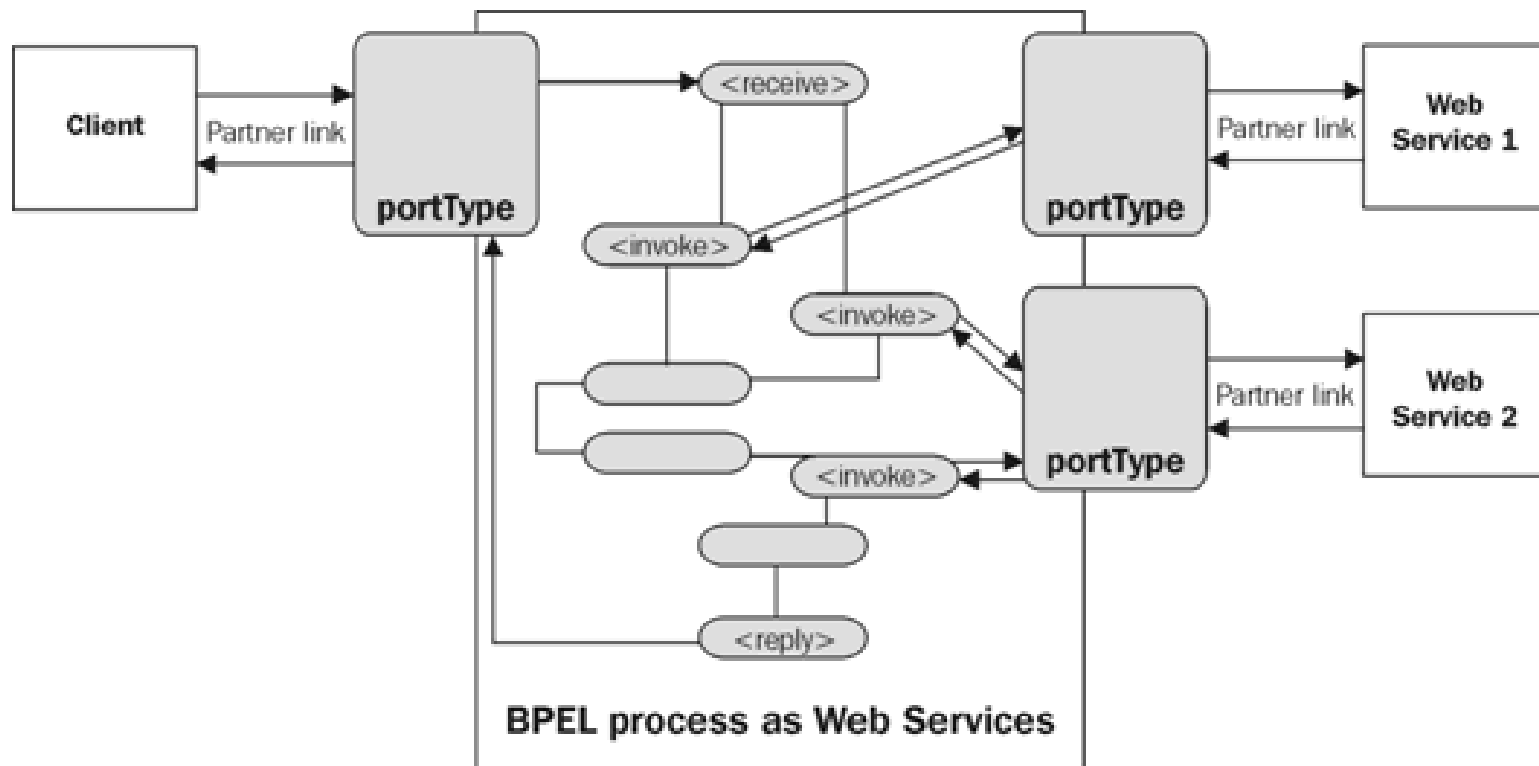 <receive>
Client
Partner link
portType
<invoke>
<invoke>
<invoke>
<reply>
portType
Partner link
Web
Service 1
portType
Partner link
Web
Service 2
BPEL process as Web Services